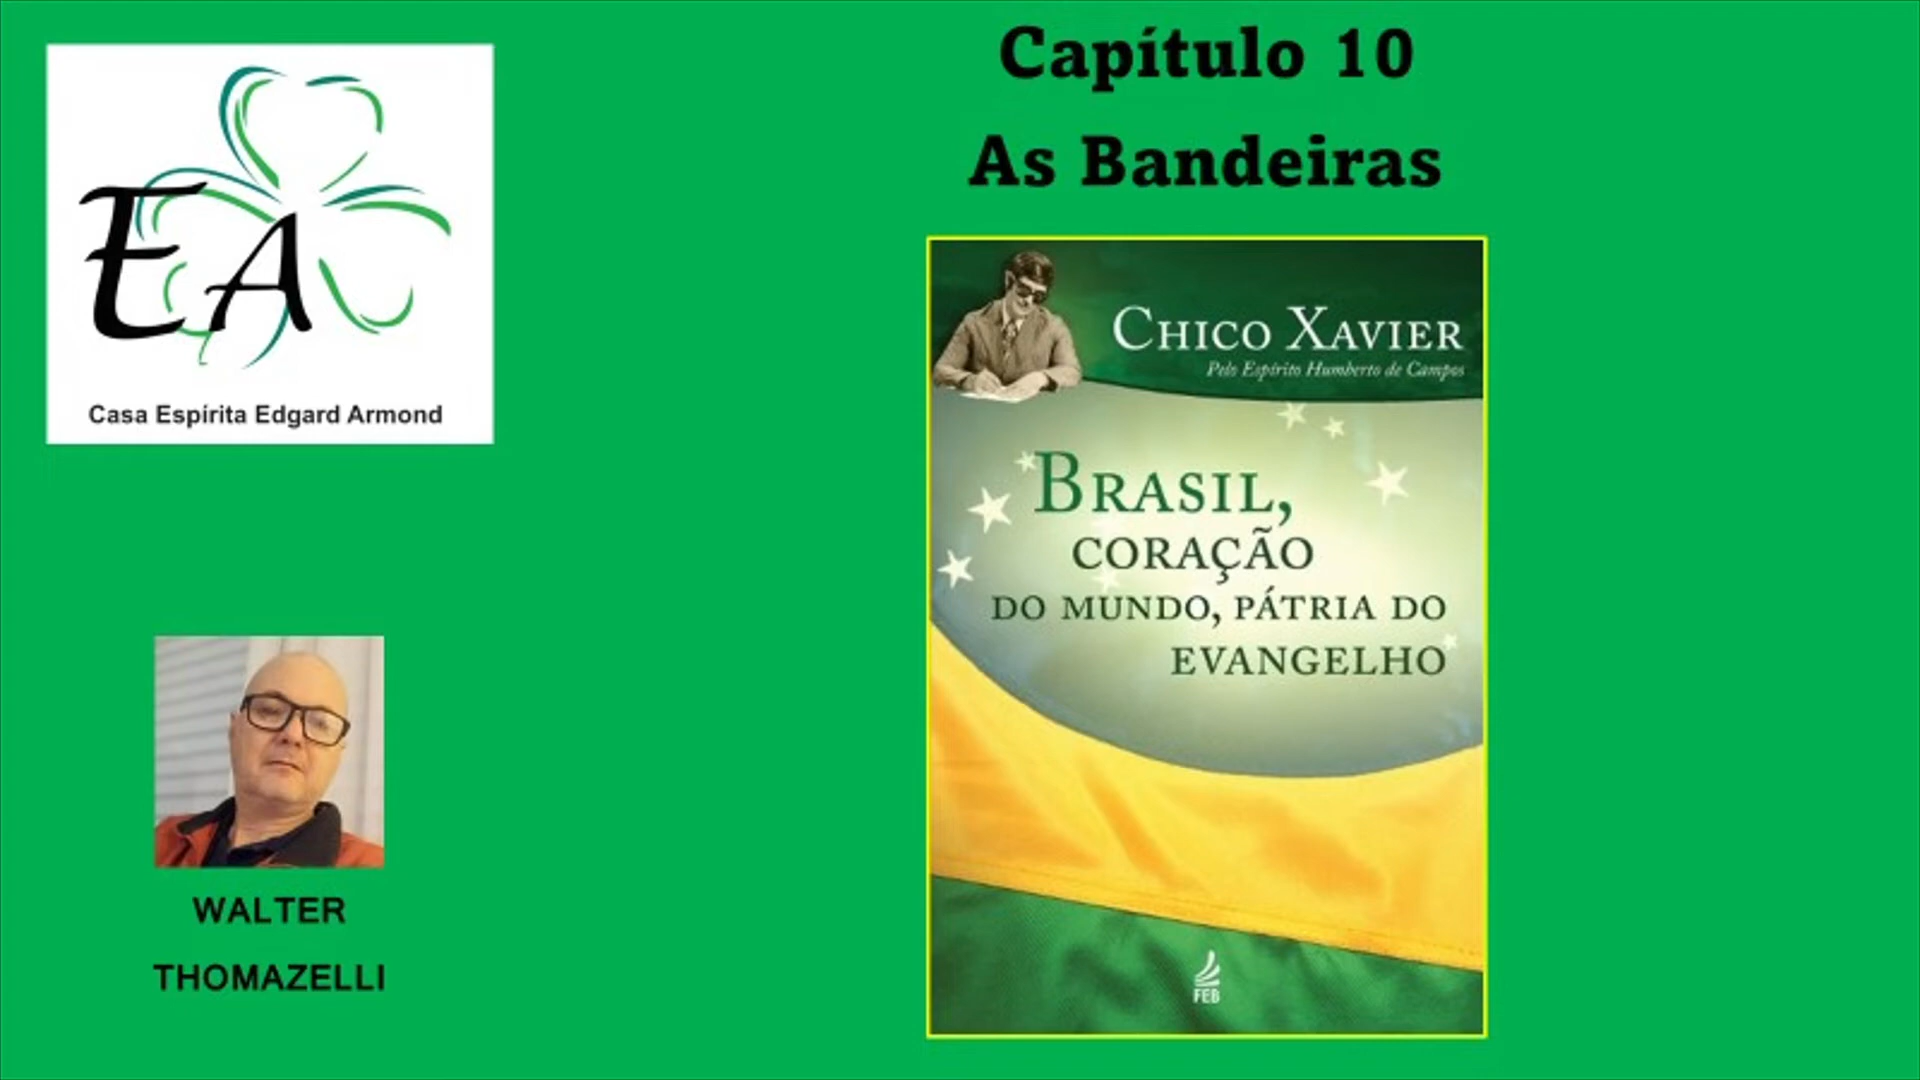 Capítulo 10
As Bandeiras
EA
Casa Espírita Edgard Armond
WALTER
THOMAZELLI
CHICO XAVIER
Pelo Espírito Humberto de Campos
BRASIL,
CORAÇÃO
DO MUNDO, PÁTRIA DO
EVANGELHO
FEB